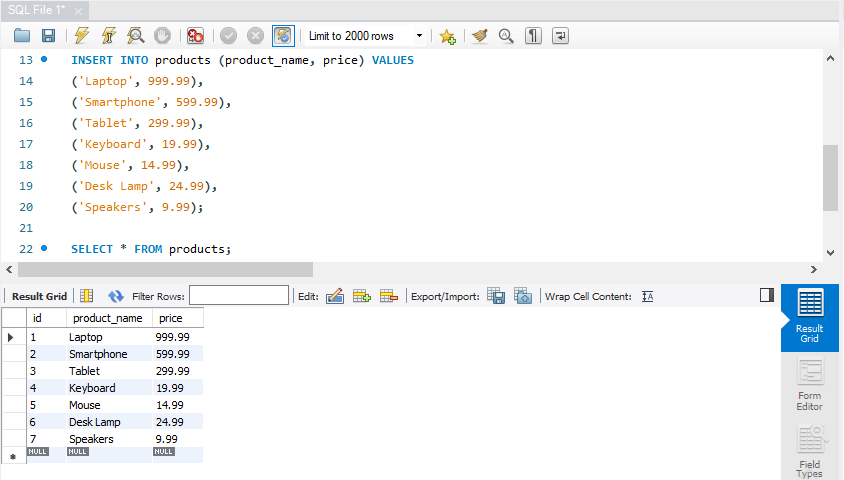 SQL File 1*
Limit to 2000 rows
13 INSERT INTO products (product_name, price) VALUES
14 ('Laptop', 999.99),
15 ('Smartphone', 599.99),
16 ('Tablet', 299.99),
17 ('Keyboard', 19.99),
18 ('Mouse', 14.99),
19 ('Desk Lamp', 24.99),
20 ('Speakers', 9.99);
21
22 SELECT * FROM products;
Result Grid Filter Rows: Edit: Export/Import: Wrap Cell Content: IA
id product_name price
1 Laptop 999.99
2 Smartphone 599.99
3 Tablet 299.99
4 Keyboard 19.99
5 Mouse 14.99
6 Desk Lamp 24.99
7 Speakers 9.99
NULL NULL NULL
Result
Grid
Form
Editor
Field
Types